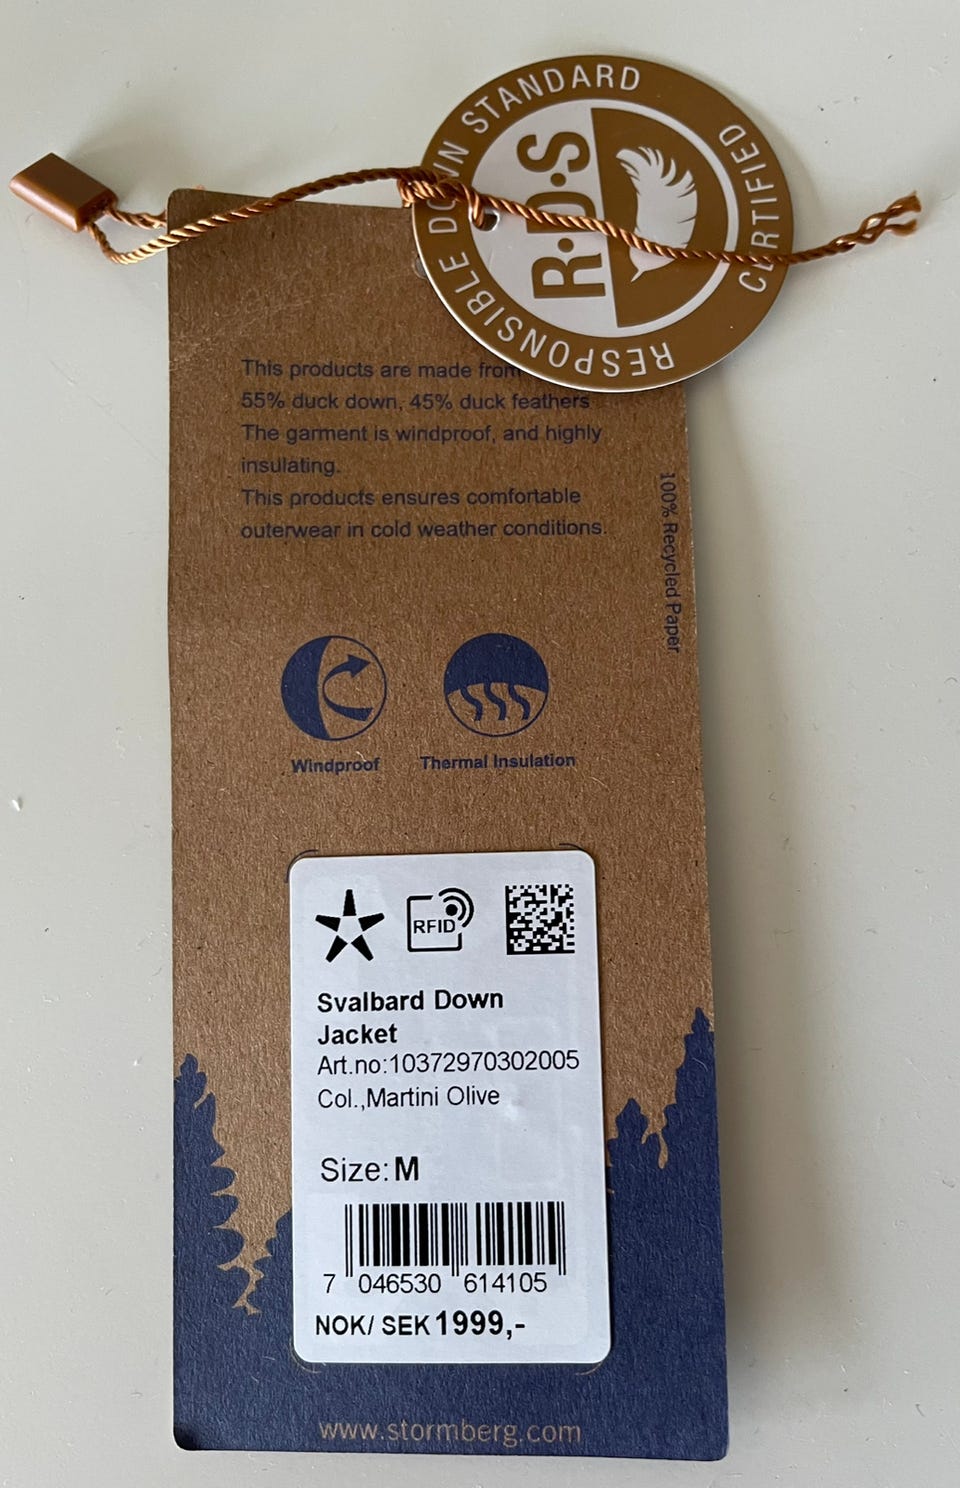 RESPONSIBLE DOWN STANDARD
CERTIFIED
R·D·S
This products are made from
55% duck down, 45% duck feathers
The garment is windproof, and highly
insulating.
This products ensures comfortable
outerwear in cold weather conditions.
100% Recycled Paper
Windproof
Thermal Insulation
RFID
Svalbard Down
Jacket
Art.no:10372970302005
Col.,Martini Olive
Size: M
7 046530 614105
NOK/ SEK 1999,-
www.stormberg.com